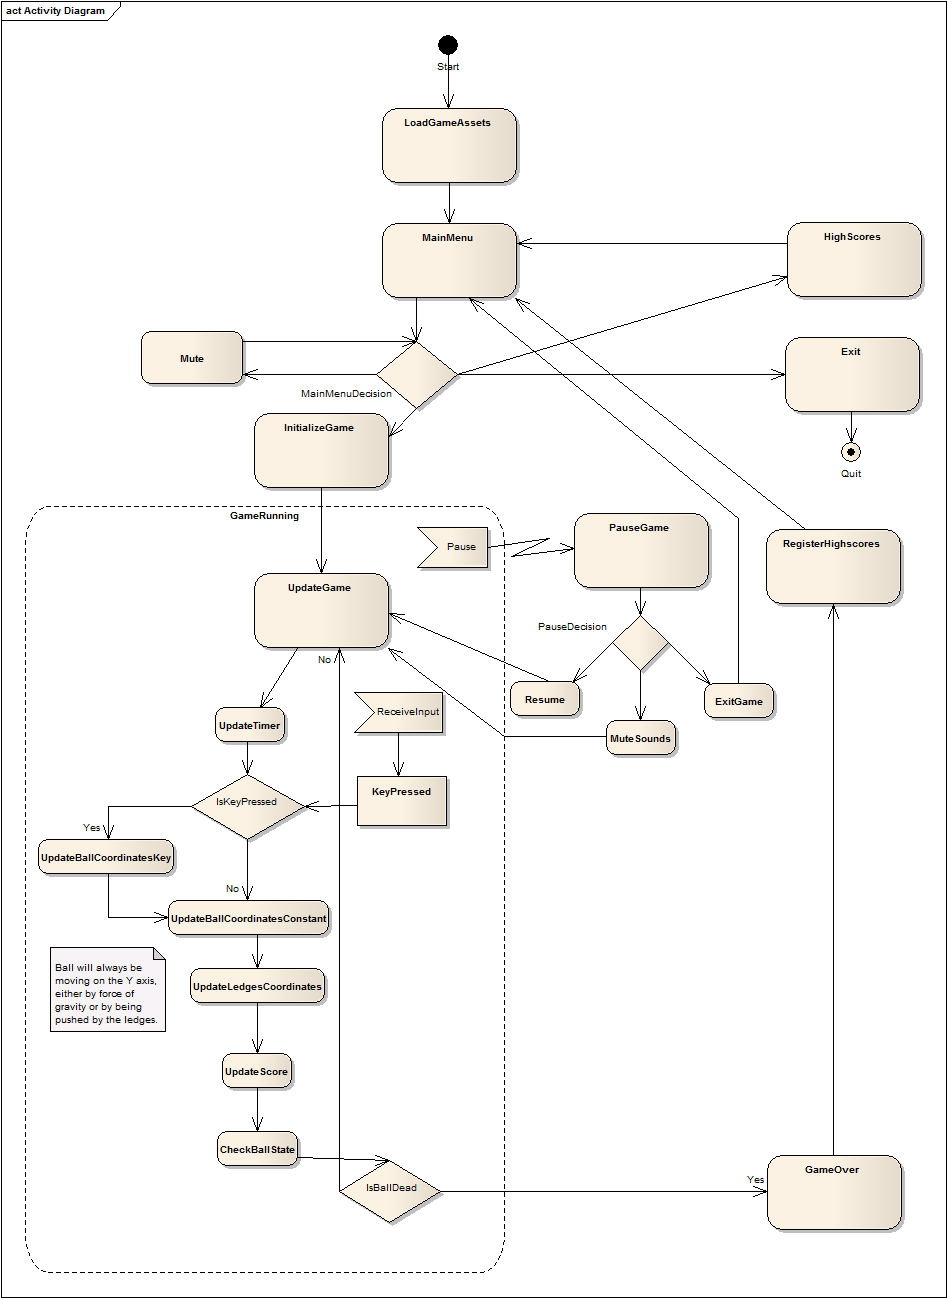 act Activity Diagram
Start
LoadGameAssets
MainMenu
HighScores
Mute
Exit
MainMenuDecision
InitializeGame
Quit
GameRunning
Pause
PauseGame
RegisterHighscores
UpdateGame
PauseDecision
No
Resume
ExitGame
ReceiveInput
UpdateTimer
MuteSounds
IsKeyPressed
KeyPressed
Yes
UpdateBallCoordinatesKey
No
UpdateBallCoordinatesConstant
Ball will always be
moving on the Y axis,
either by force of
gravity or by being
pushed by the ledges.
UpdateLedgesCoordinates
UpdateScore
CheckBallState
IsBallDead
Yes
GameOver